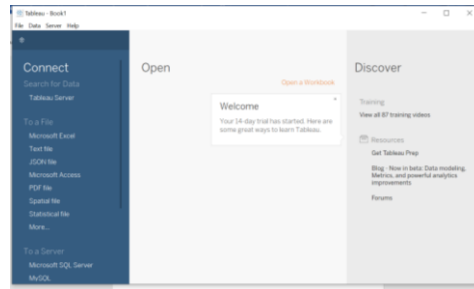 Tableau - Book1
File Data Server Help
Connect
Search for Data
Tableau Server
To a File
Microsoft Excel
Text file
JSON file
Microsoft Access
PDF file
Spatial file
Statistical file
More...
To a Server
Microsoft SQL Server
MySQL
Open
Open a Workbook
Welcome
Your 14-day trial has started. Here are
some great ways to learn Tableau.
Discover
Training
View all 87 training videos
Resources
Get Tableau Prep
Blog - Now in beta: Data modeling,
Metrics, and powerful analytics
improvements
Forums